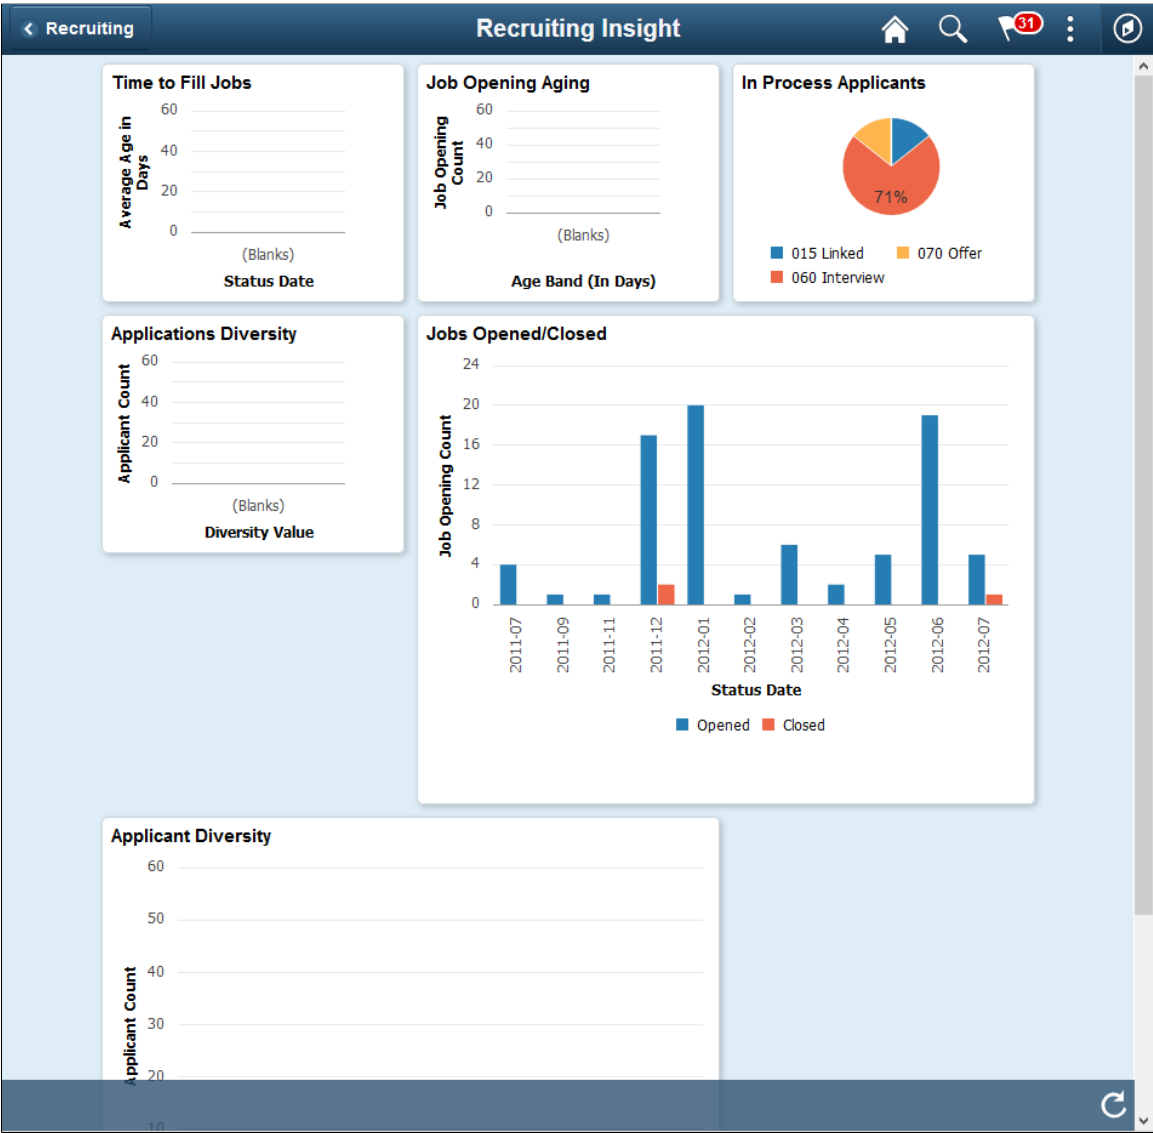 Recruiting
Recruiting Insight
31
Time to Fill Jobs
60
40
20
0
Average Age in
Days
(Blanks)
Status Date
Job Opening Aging
60
40
20
0
Job Opening
Count
(Blanks)
Age Band (In Days)
In Process Applicants
71%
015 Linked
070 Offer
060 Interview
Applications Diversity
60
40
20
0
Applicant Count
(Blanks)
Diversity Value
Jobs Opened/Closed
24
20
16
12
8
4
0
Job Opening Count
2011-07
2011-09
2011-11
2011-12
2012-01
2012-02
2012-03
2012-04
2012-05
2012-06
2012-07
Status Date
Opened
Closed
Applicant Diversity
60
50
40
30
20
10
Applicant Count